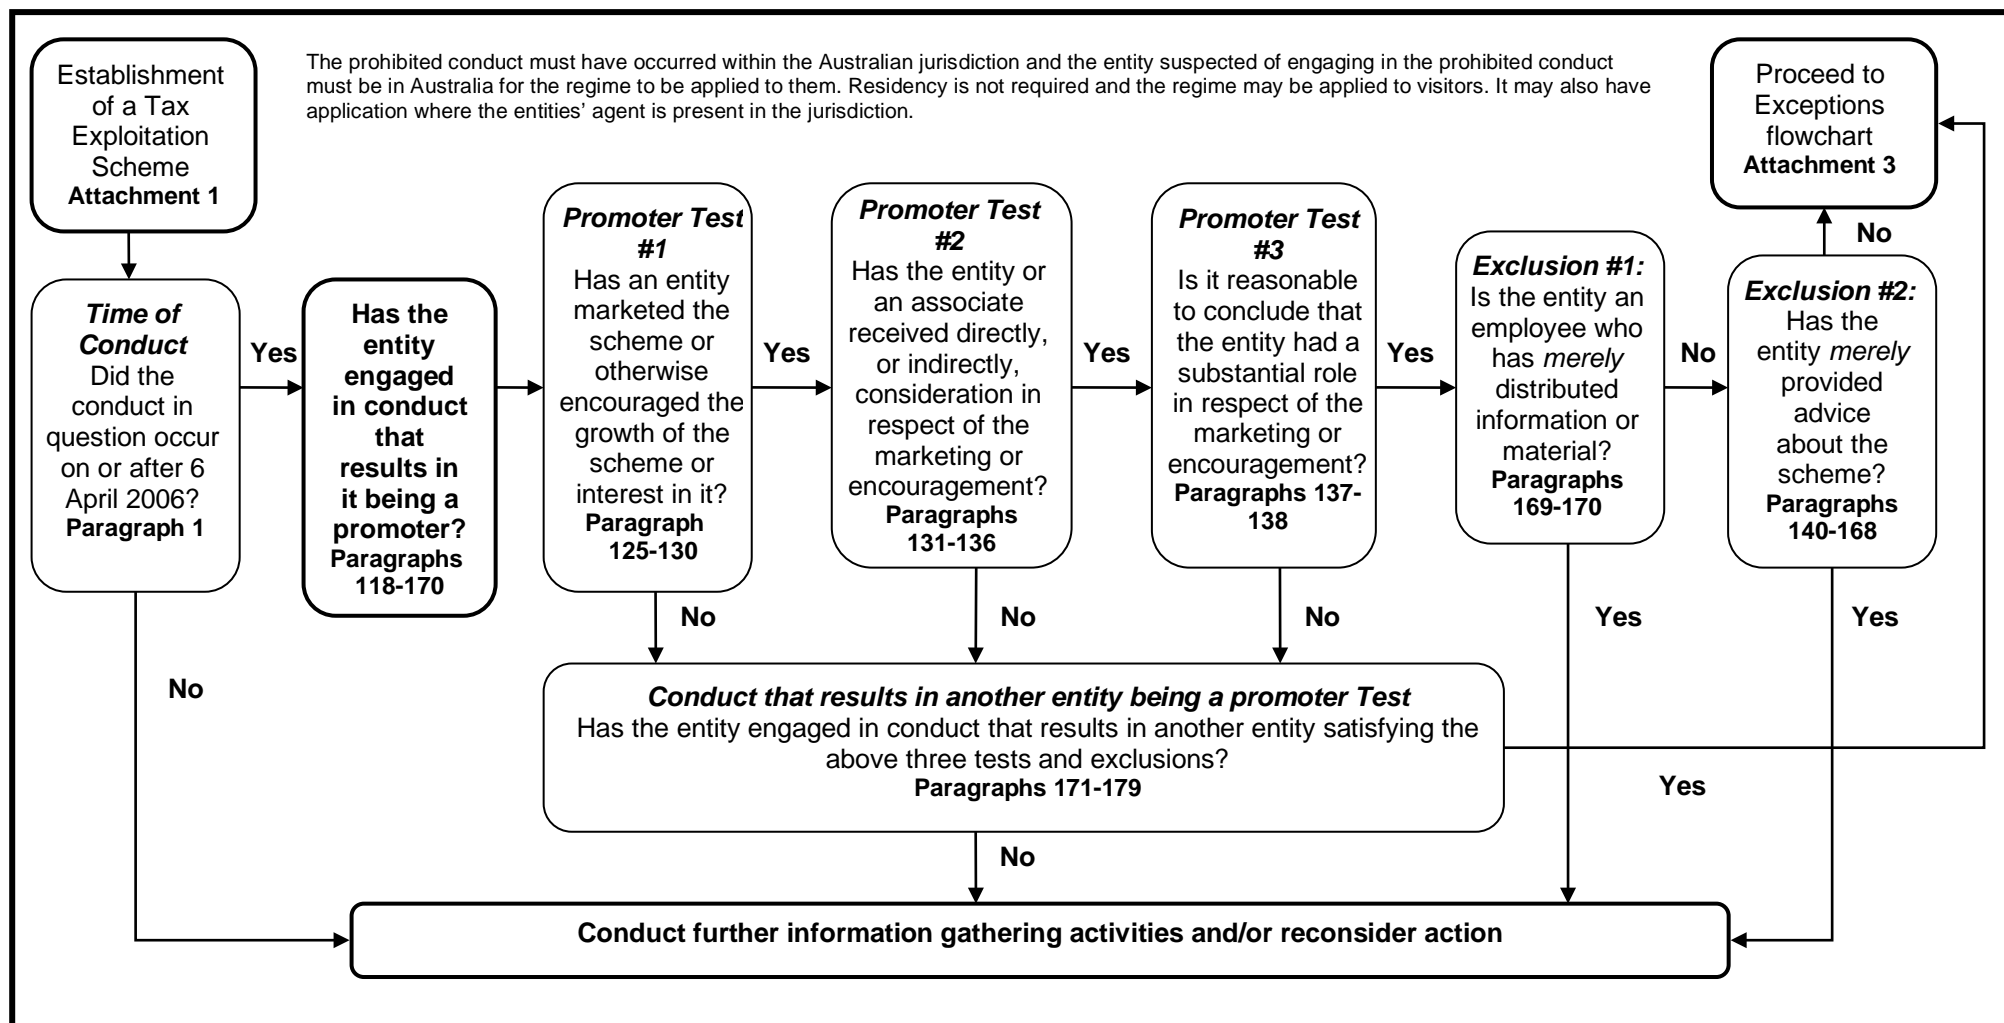 The prohibited conduct must have occurred within the Australian jurisdiction and the entity suspected of engaging in the prohibited conduct
must be in Australia for the regime to be applied to them. Residency is not required and the regime may be applied to visitors. It may also have
application where the entities' agent is present in the jurisdiction.
Establishment
of a Tax
Exploitation
Scheme
Attachment 1
Time of
Conduct
Did the
conduct in
question occur
on or after 6
April 2006?
Paragraph 1
Yes
No
Has the
entity
engaged
in conduct
that
results in
it being a
promoter?
Paragraphs
118-170
Promoter Test
#1
Has an entity
marketed the
scheme or
otherwise
encouraged the
growth of the
scheme or
interest in it?
Paragraph
125-130
Yes
No
Promoter Test
#2
Has the entity or
an associate
received directly,
or indirectly,
consideration in
respect of the
marketing or
encouragement?
Paragraphs
131-136
Yes
No
Promoter Test
#3
Is it reasonable
to conclude that
the entity had a
substantial role
in respect of the
marketing or
encouragement?
Paragraphs 137-
138
Yes
No
Exclusion #1:
Is the entity an
employee who
has merely
distributed
information or
material?
Paragraphs
169-170
No
Yes
Exclusion #2:
Has the
entity merely
provided
advice
about the
scheme?
Paragraphs
140-168
No
Yes
Proceed to
Exceptions
flowchart
Attachment 3
Conduct that results in another entity being a promoter Test
Has the entity engaged in conduct that results in another entity satisfying the
above three tests and exclusions?
Paragraphs 171-179
Yes
No
Conduct further information gathering activities and/or reconsider action